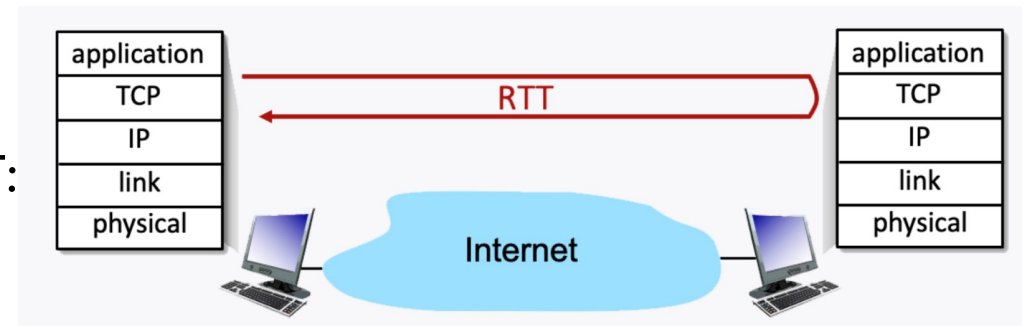 application
TCP
IP
link
physical
RTT
Internet
application
TCP
IP
link
physical